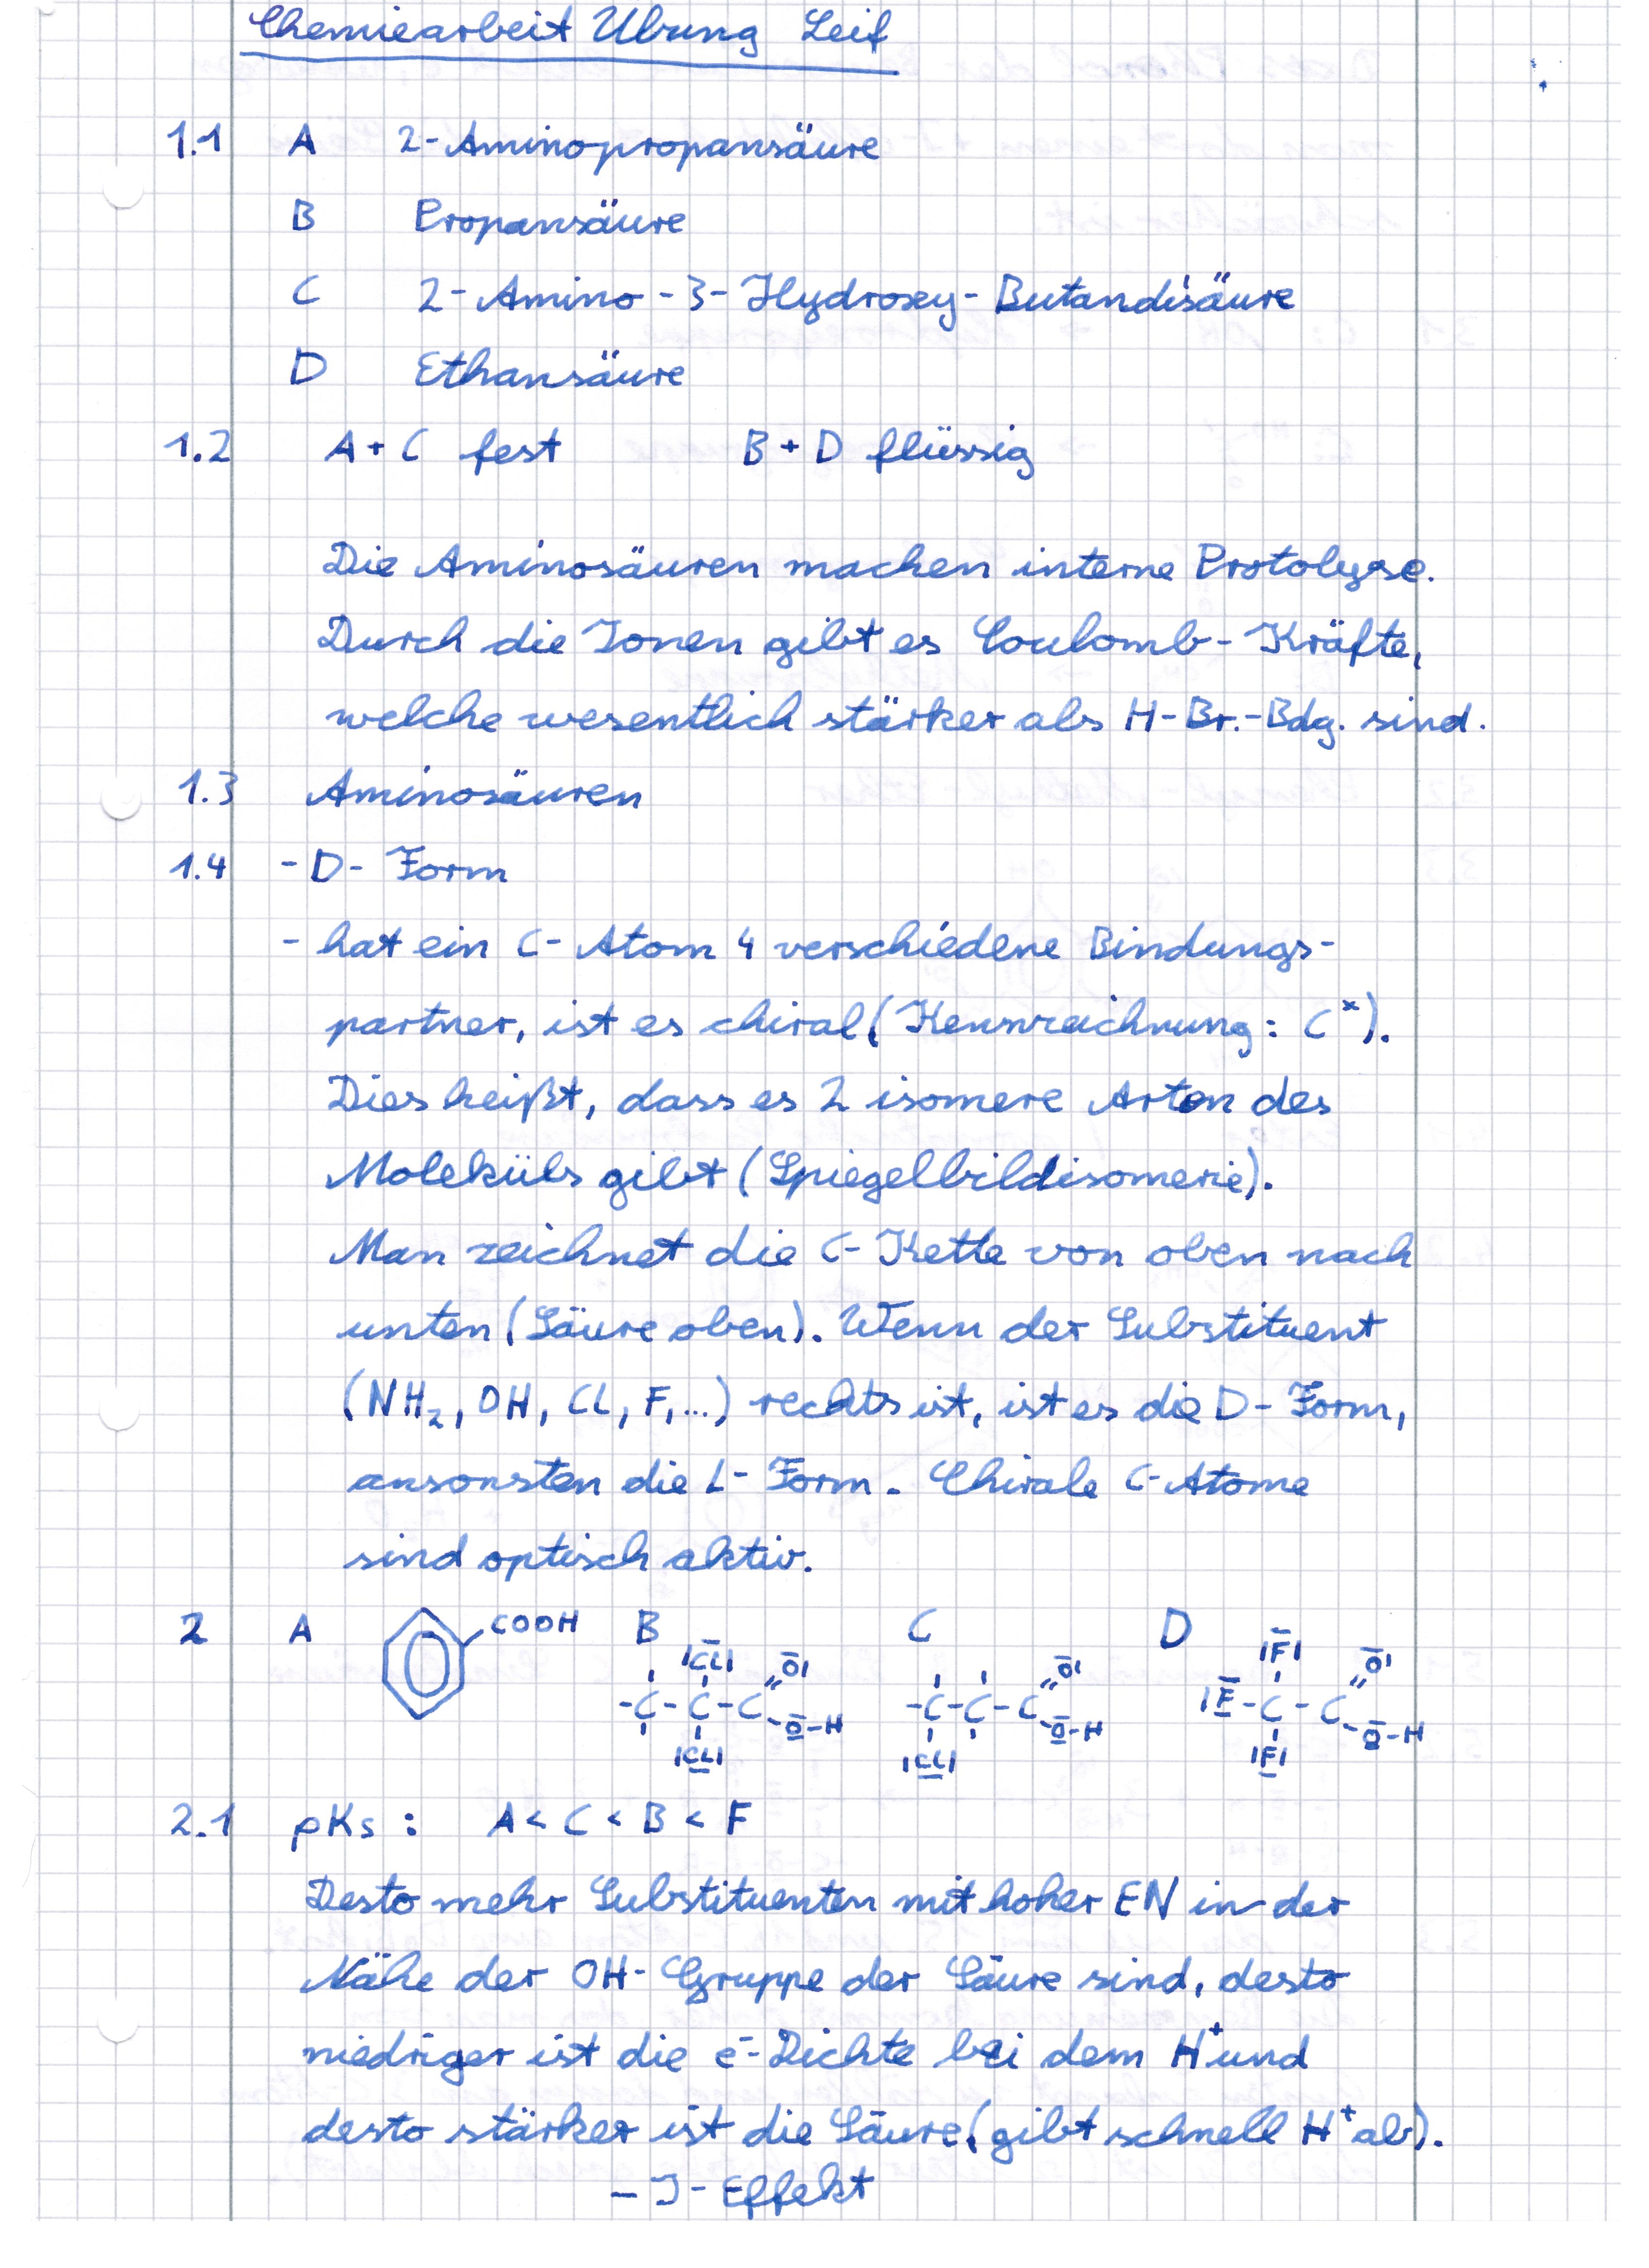 Chemiearbeit Übung Leif
1.1 A 2-Aminopropansäure
B Propansäure
C 2-Amino-3-Hydroxy-Butandisäure
D Ethansäure
1.2 A+C fest B+D flüssig
Die Aminosäuren machen interne Protolyse.
Durch die Ionen gibt es Coulomb-Kräfte,
welche wesentlich stärker als H-Br.-Bdg. sind.
1.3 Aminosäuren
1.4 - D-Form
- hat ein C-Atom 4 verschiedene Bindungs-
partner, ist es chiral (Kennzeichnung: C*).
Dies heißt, dass es 2 isomere Arten des
Moleküls gibt (Spiegelbildisomerie).
Man zeichnet die C-Kette von oben nach
unten (Säure oben). Wenn der Substituent
(NH₂, OH, Cl, F,...) rechts ist, ist es die D-Form,
ansonsten die L-Form. Chirale C-Atome
sind optisch aktiv.
2 A COOH B C D
|Cl| O| O| |F| O|
-C-C-C -C-C-C |F-C-C
O-H O-H O-H
|Cl| |Cl| |F|
2.1 pKs: A < C < B < F
Desto mehr Substituenten mit hoher EN in der
Nähe der OH-Gruppe der Säure sind, desto
niedriger ist die e⁻-Dichte bei dem H⁺ und
desto stärker ist die Säure (gibt schnell H⁺ ab).
-I-Effekt